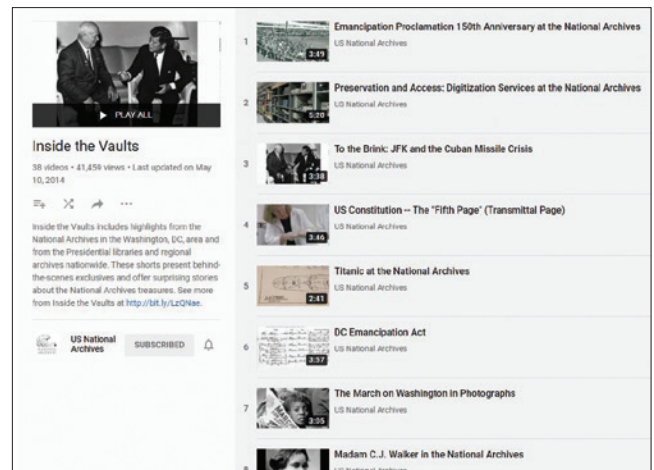 PLAY ALL
Inside the Vaults
38 videos • 41,459 views • Last updated on May
10, 2014
Inside the Vaults includes highlights from the
National Archives in the Washington, DC, area and
from the Presidential libraries and regional
archives nationwide. These shorts present behind-
the-scenes exclusives and offer surprising stories
about the National Archives treasures. See more
from Inside the Vaults at http://bit.ly/LzQNae.
US National
Archives
SUBSCRIBED
1
3:49
Emancipation Proclamation 150th Anniversary at the National Archives
US National Archives
2
5:20
Preservation and Access: Digitization Services at the National Archives
US National Archives
3
3:38
To the Brink: JFK and the Cuban Missile Crisis
US National Archives
4
3:46
US Constitution -- The "Fifth Page" (Transmittal Page)
US National Archives
5
2:41
Titanic at the National Archives
US National Archives
6
3:57
DC Emancipation Act
US National Archives
7
3:05
The March on Washington in Photographs
US National Archives
Madam C.J. Walker in the National Archives
US National Archives